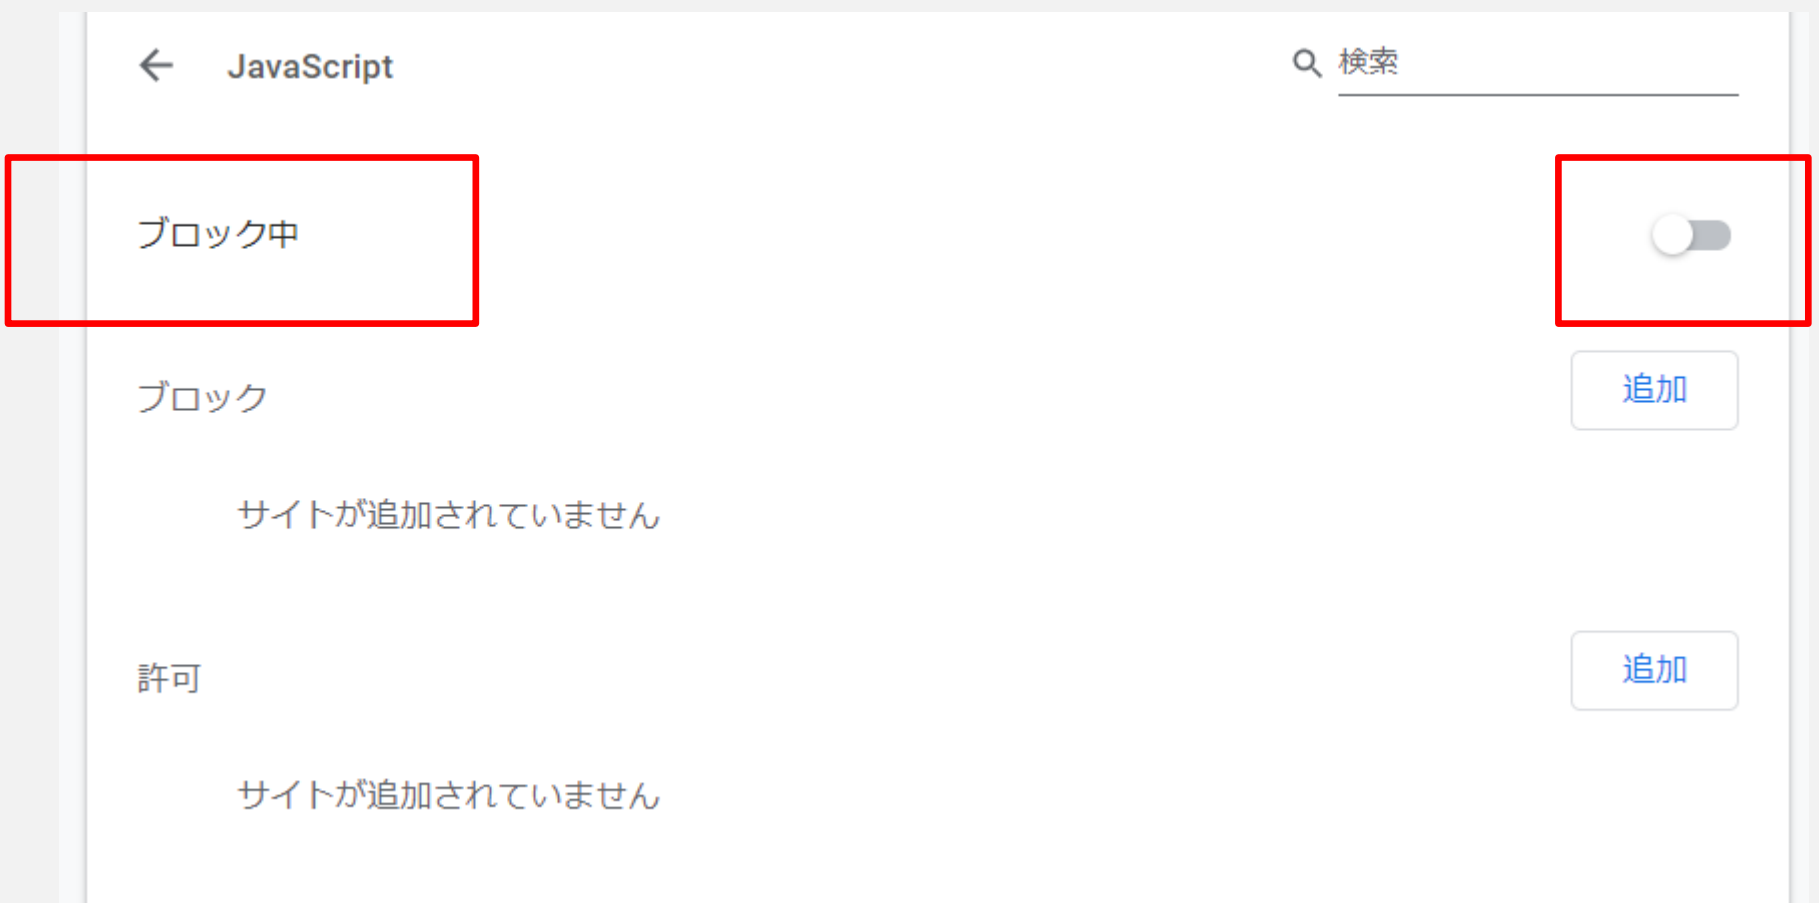 JavaScript
検索
ブロック中
ブロック
追加
サイトが追加されていません
許可
追加
サイトが追加されていません